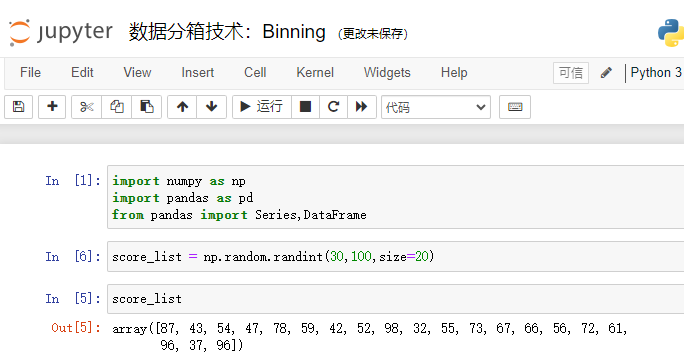 jupyter 数据分箱技术：Binning (更改未保存)
File Edit View Insert Cell Kernel Widgets Help 可信 Python 3
运行 代码
In [1]: import numpy as np
import pandas as pd
from pandas import Series,DataFrame
In [6]: score_list = np.random.randint(30,100,size=20)
In [5]: score_list
Out[5]: array([87, 43, 54, 47, 78, 59, 42, 52, 98, 32, 55, 73, 67, 66, 56, 72, 61,
96, 37, 96])